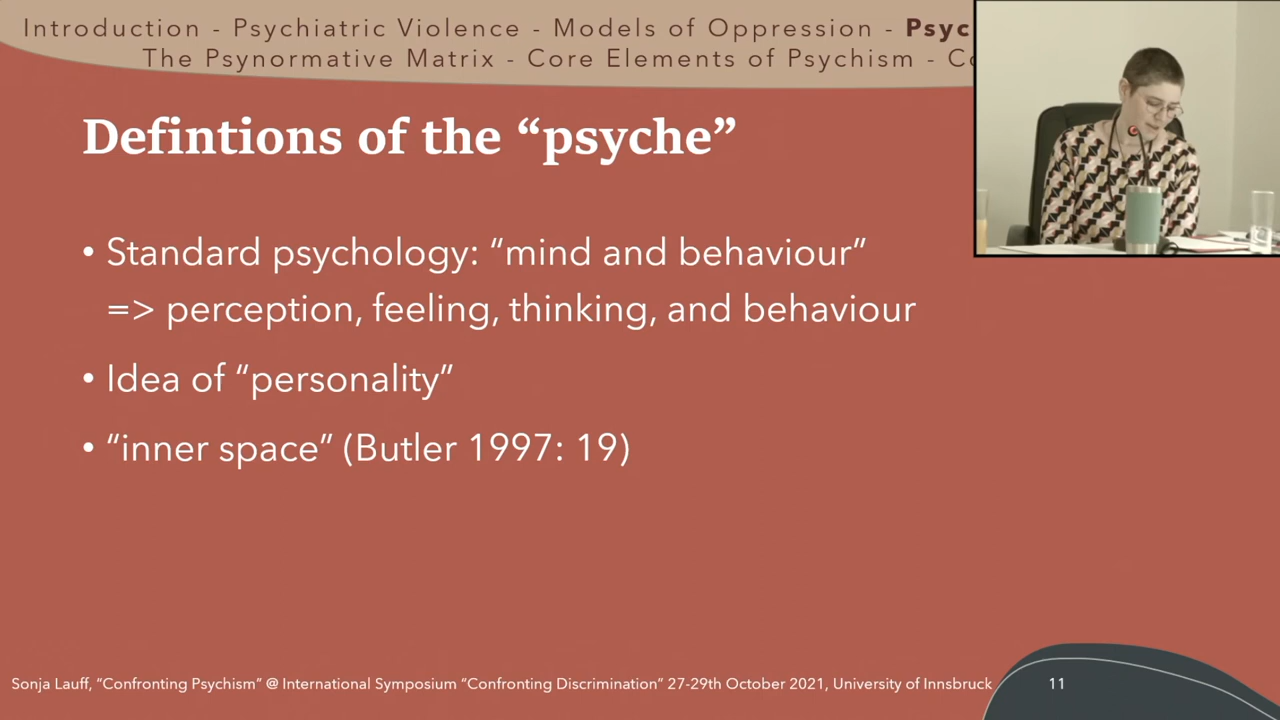 Introduction - Psychiatric Violence - Models of Oppression - Psyc
The Psynormative Matrix - Core Elements of Psychism - Co
Defintions of the “psyche”
• Standard psychology: “mind and behaviour”
=> perception, feeling, thinking, and behaviour
• Idea of “personality”
• “inner space” (Butler 1997: 19)
Sonja Lauff, “Confronting Psychism” @ International Symposium “Confronting Discrimination” 27-29th October 2021, University of Innsbruck
11